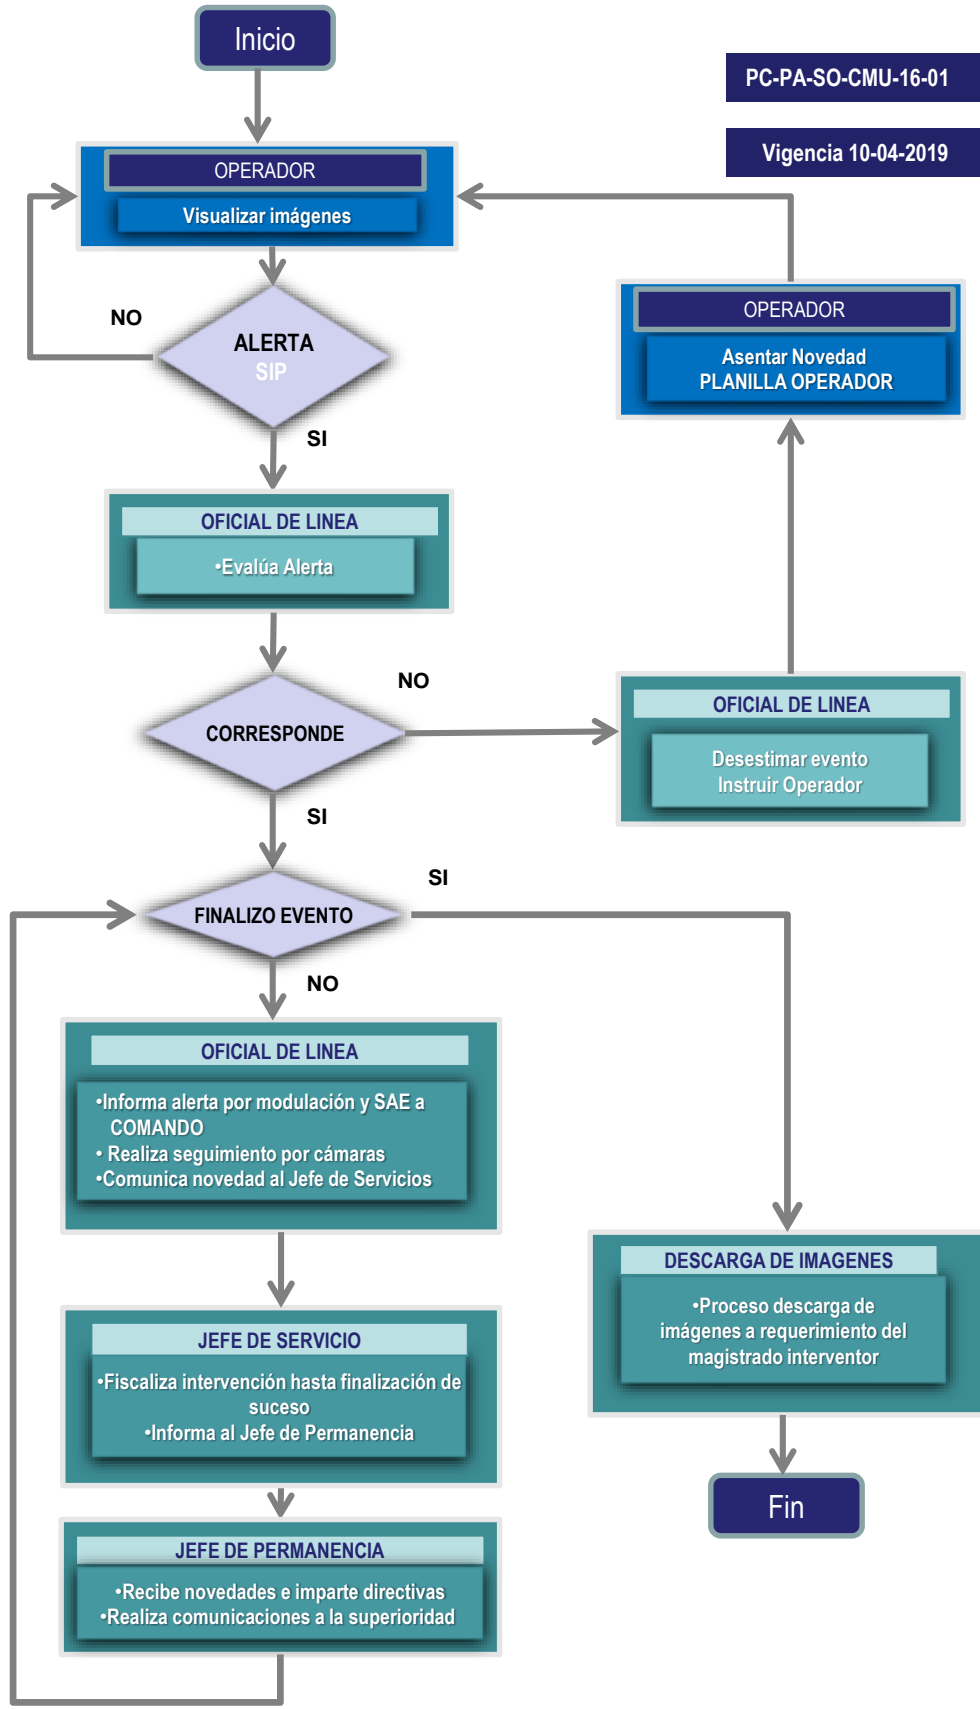 Inicio
PC-PA-SO-CMU-16-01
Vigencia 10-04-2019
OPERADOR
Visualizar imágenes
NO
ALERTA
SIP
SI
OPERADOR
Asentar Novedad
PLANILLA OPERADOR
OFICIAL DE LINEA
•Evalúa Alerta
CORRESPONDE
NO
SI
OFICIAL DE LINEA
Desestimar evento
Instruir Operador
FINALIZO EVENTO
SI
NO
OFICIAL DE LINEA
•Informa alerta por modulación y SAE a
COMANDO
• Realiza seguimiento por cámaras
•Comunica novedad al Jefe de Servicios
DESCARGA DE IMAGENES
•Proceso descarga de
imágenes a requerimiento del
magistrado interventor
JEFE DE SERVICIO
•Fiscaliza intervención hasta finalización de
suceso
•Informa al Jefe de Permanencia
Fin
JEFE DE PERMANENCIA
•Recibe novedades e imparte directivas
•Realiza comunicaciones a la superioridad